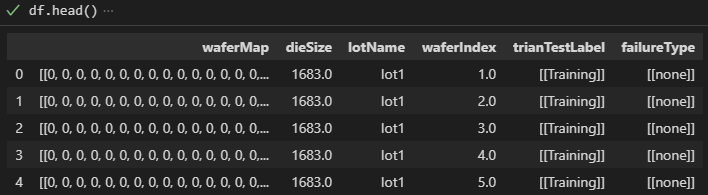 df.head() ...
waferMap dieSize lotName waferIndex trianTestLabel failureType
0 [[0, 0, 0, 0, 0, 0, 0, 0, 0, 0, 0, 0, 0, 0, 0, 0,... 1683.0 lot1 1.0 [[Training]] [[none]]
1 [[0, 0, 0, 0, 0, 0, 0, 0, 0, 0, 0, 0, 0, 0, 0, 0,... 1683.0 lot1 2.0 [[Training]] [[none]]
2 [[0, 0, 0, 0, 0, 0, 0, 0, 0, 0, 0, 0, 0, 0, 0, 0,... 1683.0 lot1 3.0 [[Training]] [[none]]
3 [[0, 0, 0, 0, 0, 0, 0, 0, 0, 0, 0, 0, 0, 0, 0, 0,... 1683.0 lot1 4.0 [[Training]] [[none]]
4 [[0, 0, 0, 0, 0, 0, 0, 0, 0, 0, 0, 0, 0, 0, 0, 0,... 1683.0 lot1 5.0 [[Training]] [[none]]